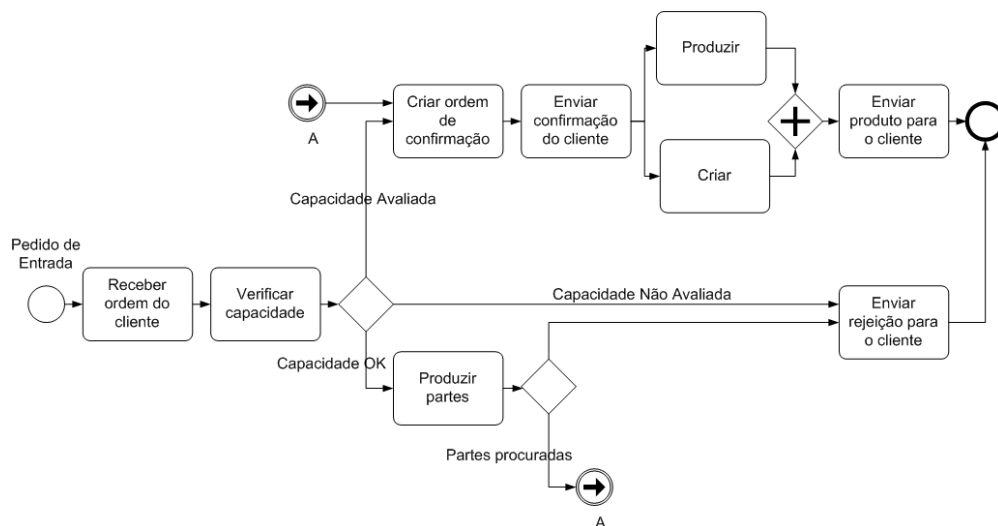 Produzir
Criar ordem
de
confirmação
Enviar
confirmação
do cliente
Enviar
produto para
o cliente
A
Criar
Capacidade Avaliada
Pedido de
Entrada
Receber
ordem do
cliente
Verificar
capacidade
Capacidade Não Avaliada
Enviar
rejeição para
o cliente
Capacidade OK
Produzir
partes
Partes procuradas
A